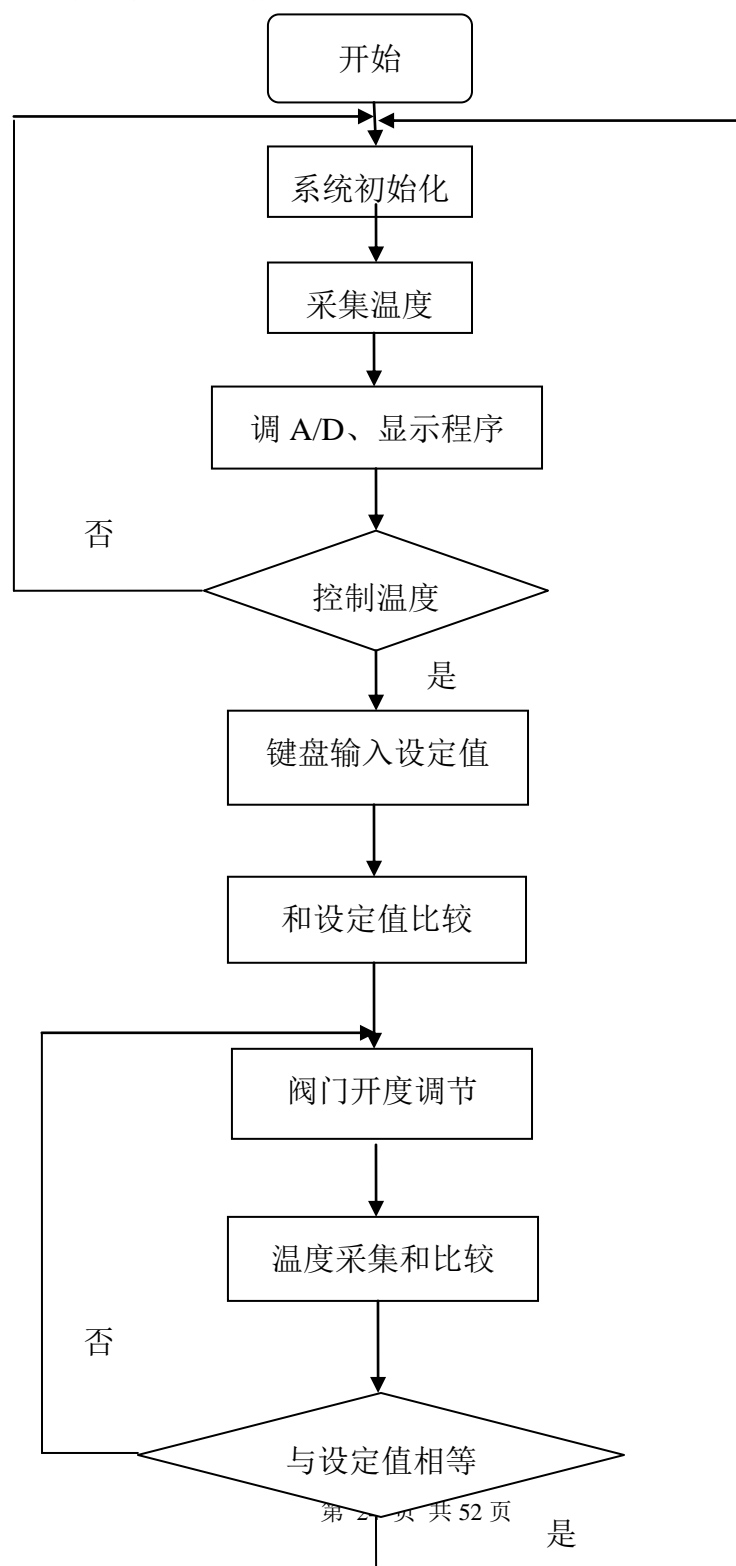 开始
系统初始化
采集温度
调 A/D、显示程序
否
控制温度
是
键盘输入设定值
和设定值比较
阀门开度调节
温度采集和比较
否
与设定值相等
第 页 共 52 页
是